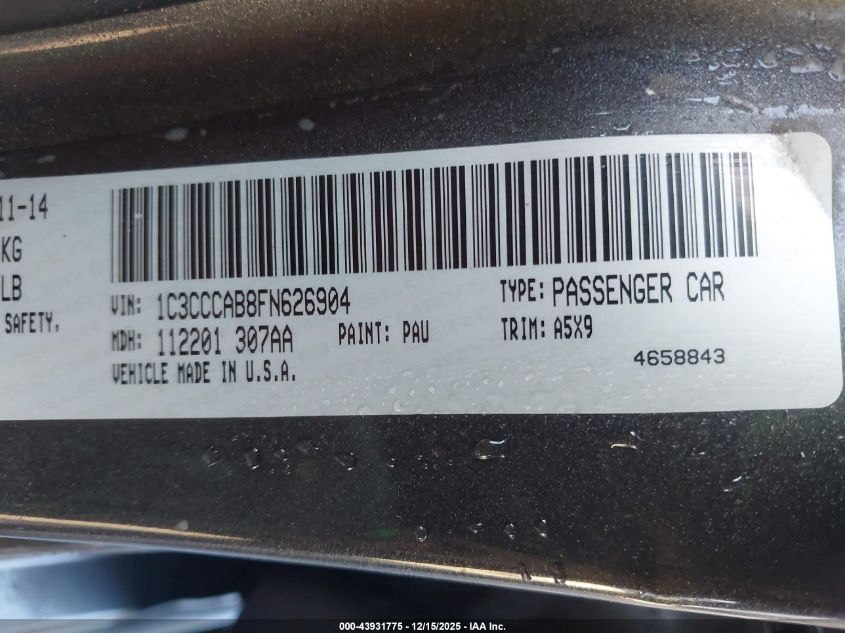 11-14
KG
LB
SAFETY,
VIN: 1C3CCCAB8FN626904 TYPE: PASSENGER CAR
MDH: 112201 307AA PAINT: PAU TRIM: A5X9
VEHICLE MADE IN U.S.A. 4658843
000-43931775 - 12/15/2025 - IAA Inc.